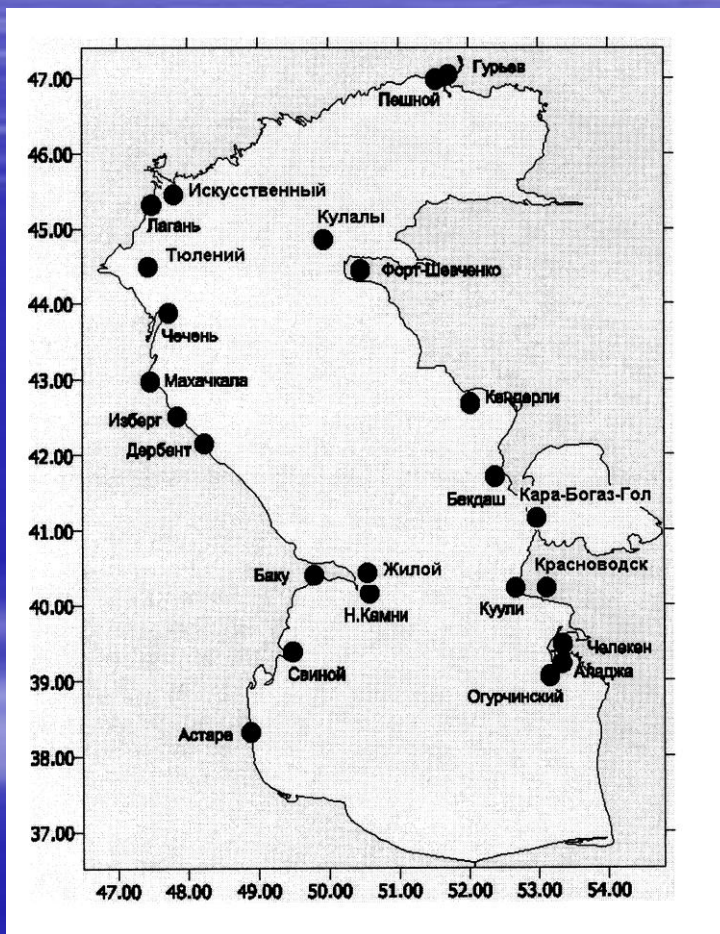 47.00
Гурьев
Пешной
46.00
Искусственный
Лагань
Кулалы
45.00
Тюлений
Форт-Шевченко
44.00
Чечень
43.00
Махачкала
Кендерли
Изберг
Дербент
42.00
Бекдаш
Кара-Богаз-Гол
41.00
Баку
Жилой
Красноводск
40.00
Н.Камни
Куули
Челекен
Аладжа
39.00
Свиной
Огурчинский
Астара
38.00
37.00
47.00 48.00 49.00 50.00 51.00 52.00 53.00 54.00